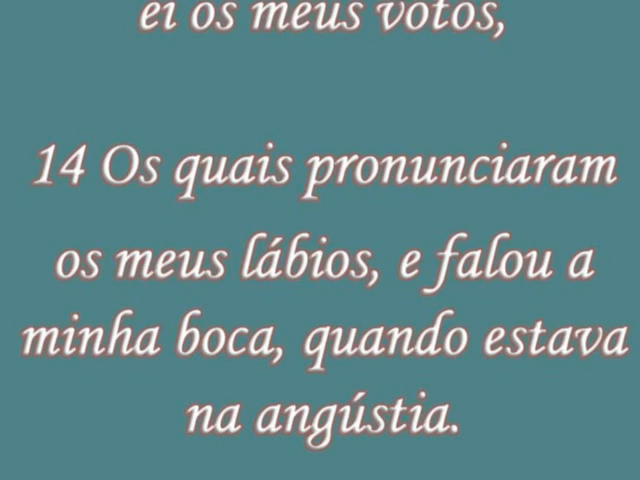 ei os meus votos,
14 Os quais pronunciaram
os meus lábios, e falou a
minha boca, quando estava
na angústia.